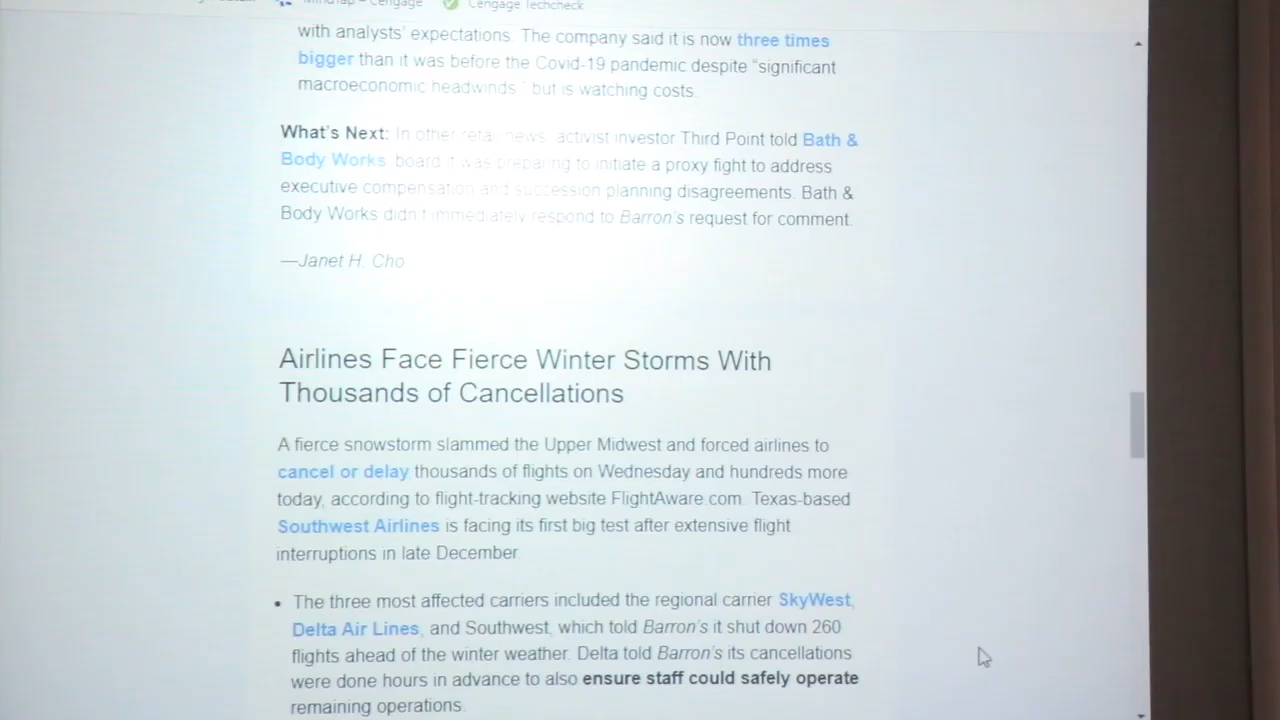 MindTap - Cengage Cengage Techcheck
with analysts' expectations. The company said it is now three times
bigger than it was before the Covid-19 pandemic despite "significant
macroeconomic headwinds" but is watching costs.
What's Next: In other retail news, activist investor Third Point told Bath &
Body Works board it was preparing to initiate a proxy fight to address
executive compensation and succession planning disagreements. Bath &
Body Works didn't immediately respond to Barron's request for comment.
—Janet H. Cho
Airlines Face Fierce Winter Storms With
Thousands of Cancellations
A fierce snowstorm slammed the Upper Midwest and forced airlines to
cancel or delay thousands of flights on Wednesday and hundreds more
today, according to flight-tracking website FlightAware.com. Texas-based
Southwest Airlines is facing its first big test after extensive flight
interruptions in late December.
• The three most affected carriers included the regional carrier SkyWest,
Delta Air Lines, and Southwest, which told Barron's it shut down 260
flights ahead of the winter weather. Delta told Barron's its cancellations
were done hours in advance to also ensure staff could safely operate
remaining operations.